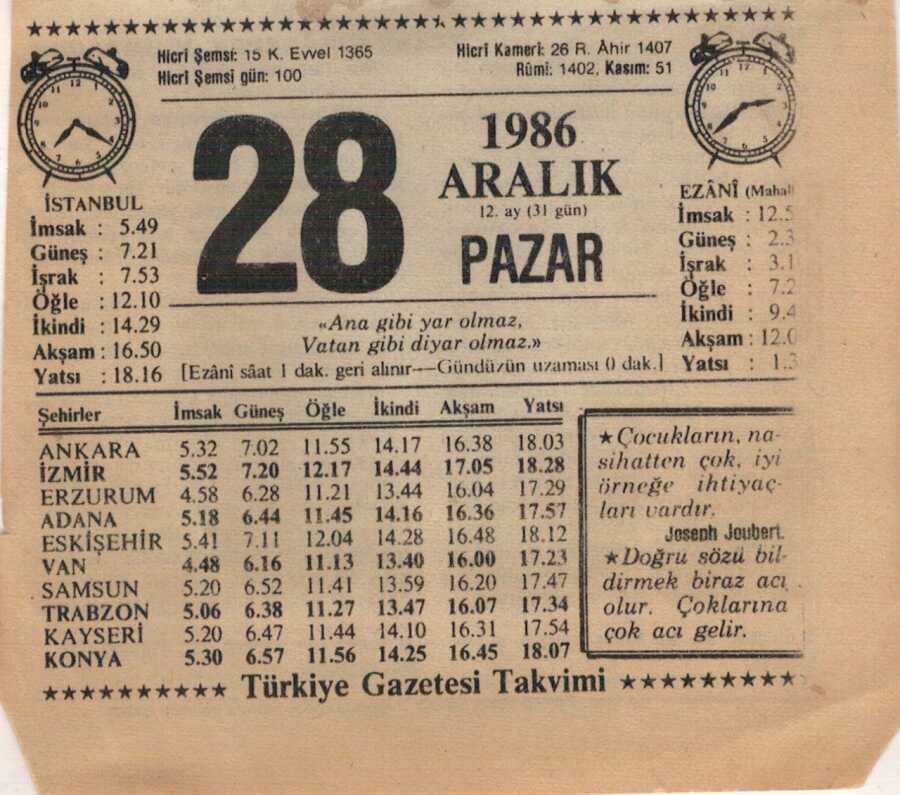 Hicrî Şemsî: 15 K. Evvel 1365
Hicrî Şemsî gün: 100
Hicrî Kamerî: 26 R. Âhir 1407
Rûmî: 1402, Kasım: 51
28
1986
ARALIK
12. ay (31 gün)
PAZAR
İSTANBUL
İmsak : 5.49
Güneş : 7.21
İşrak : 7.53
Öğle : 12.10
İkindi : 14.29
Akşam : 16.50
Yatsı : 18.16
EZÂNÎ
İmsak :
Güneş :
İşrak :
Öğle :
İkindi :
Akşam :
Yatsı :
«Ana gibi yar olmaz,
Vatan gibi diyar olmaz.»
[Ezânî sâat 1 dak. geri alınır—Gündüzün uzaması 0 dak.]
Şehirler İmsak Güneş Öğle İkindi Akşam Yatsı
ANKARA 5.32 7.02 11.55 14.17 16.38 18.03
İZMİR 5.52 7.20 12.17 14.44 17.05 18.28
ERZURUM 4.58 6.28 11.21 13.44 16.04 17.29
ADANA 5.18 6.44 11.45 14.16 16.36 17.57
ESKİŞEHİR 5.41 7.11 12.04 14.28 16.48 18.12
VAN 4.48 6.16 11.13 13.40 16.00 17.23
SAMSUN 5.20 6.52 11.41 13.59 16.20 17.47
TRABZON 5.06 6.38 11.27 13.47 16.07 17.34
KAYSERİ 5.20 6.47 11.44 14.10 16.31 17.54
KONYA 5.30 6.57 11.56 14.25 16.45 18.07
★Çocukların, na-
sihatten çok, iyi
örneğe ihtiyaç-
ları vardır.
Joseph Joubert.
★Doğru sözü bil-
dirmek biraz acı
olur. Çoklarına
çok acı gelir.
★★★★★★★★★★ Türkiye Gazetesi Takvimi ★★★★★★★★★★